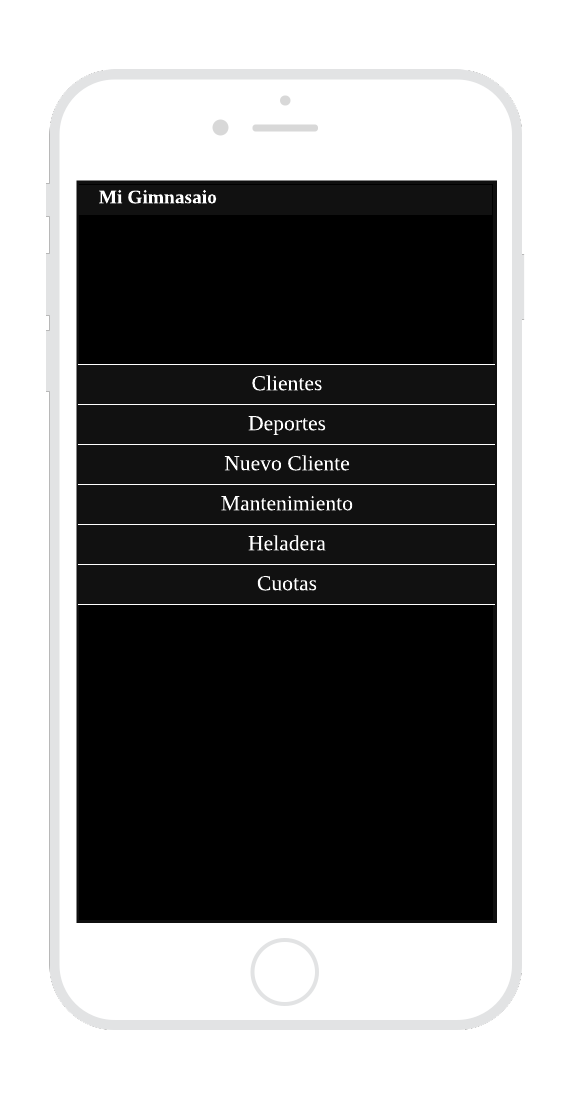 Mi Gimnasaio
Clientes
Deportes
Nuevo Cliente
Mantenimiento
Heladera
Cuotas